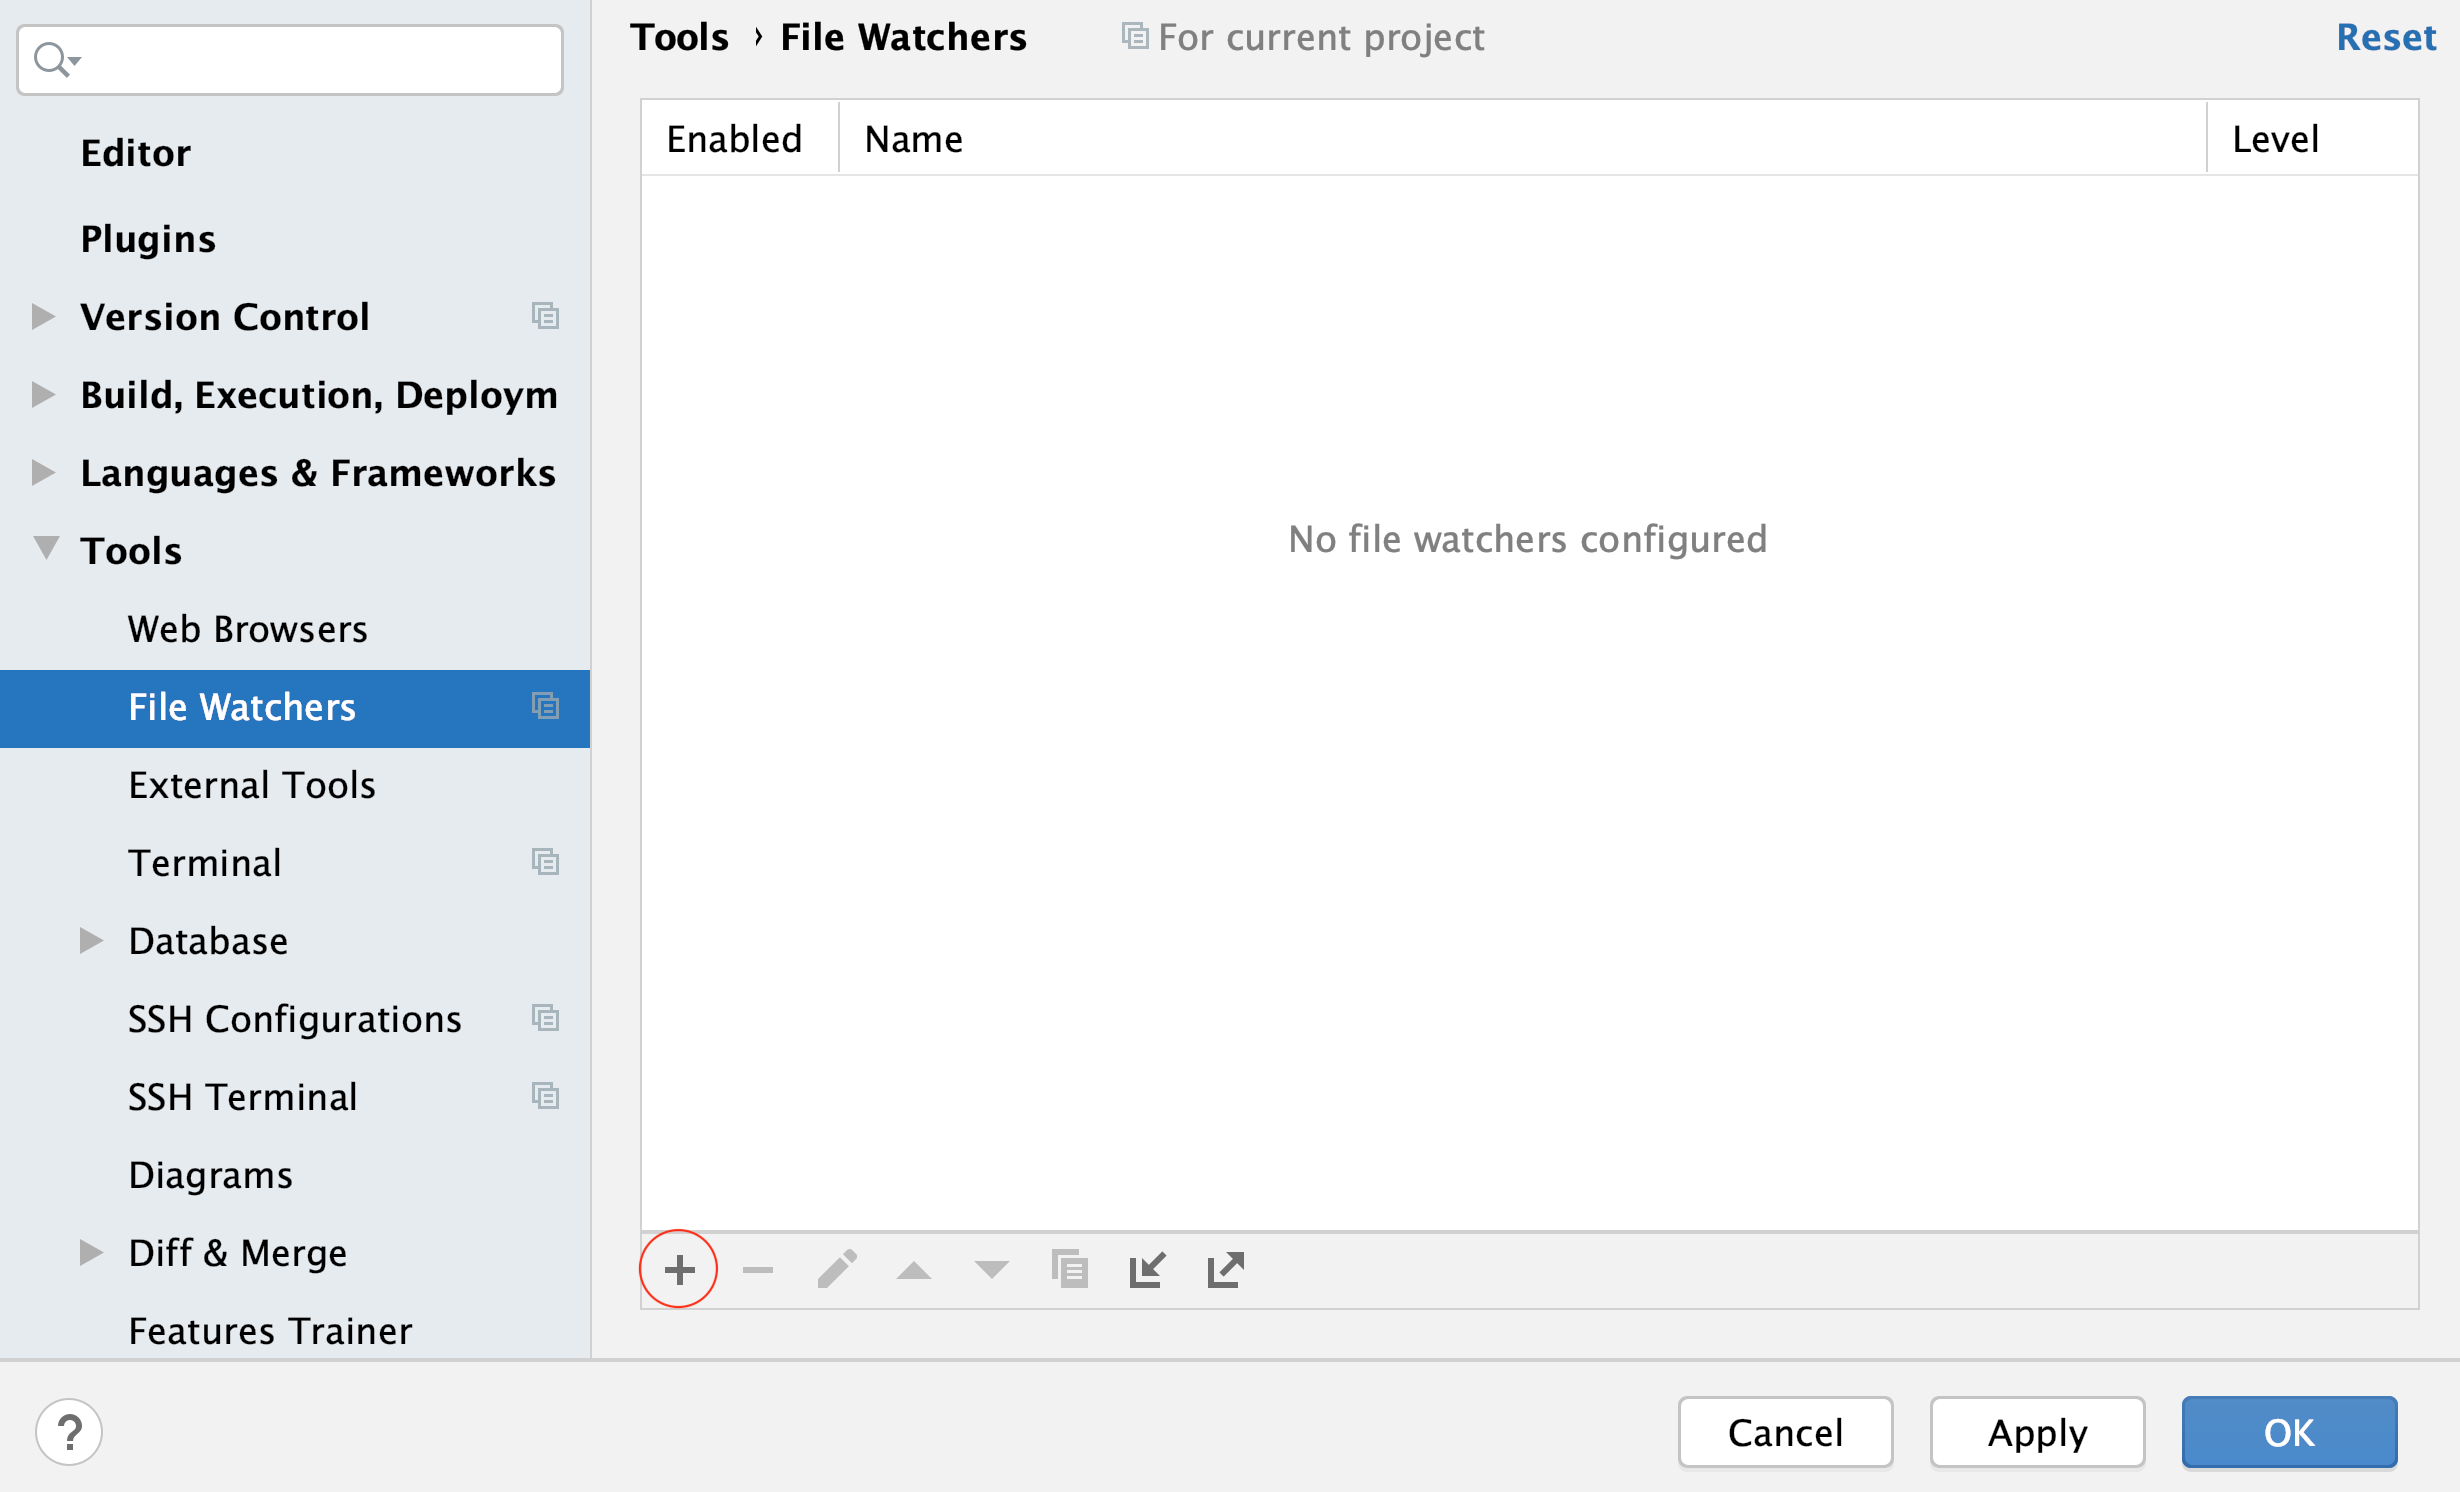 Tools › File Watchers For current project Reset
Editor
Plugins
Version Control
Build, Execution, Deploym
Languages & Frameworks
Tools
Web Browsers
File Watchers
External Tools
Terminal
Database
SSH Configurations
SSH Terminal
Diagrams
Diff & Merge
Features Trainer
Enabled Name Level
No file watchers configured
?
Cancel Apply OK